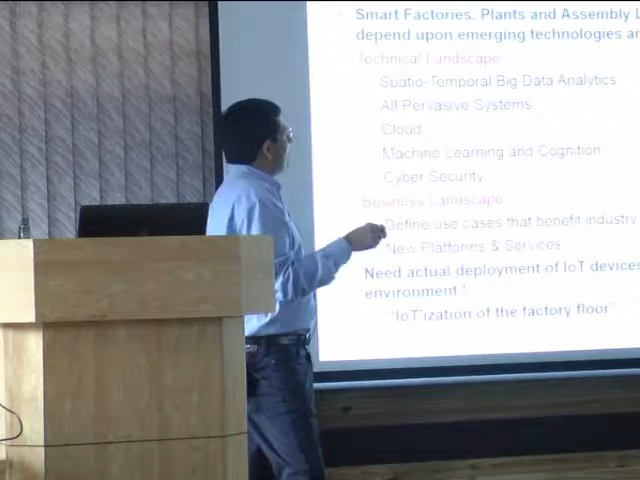 Smart Factories, Plants and Assembly L
depend upon emerging technologies a
Technical Landscape
Spatio-Temporal Big Data Analytics
All Pervasive Systems
Cloud
Machine Learning and Cognition
Cyber Security
Business Landscape
Define use cases that benefit industry
New Platforms & Services
Need actual deployment of IoT devices
environment !
"IoT'ization of the factory floor"